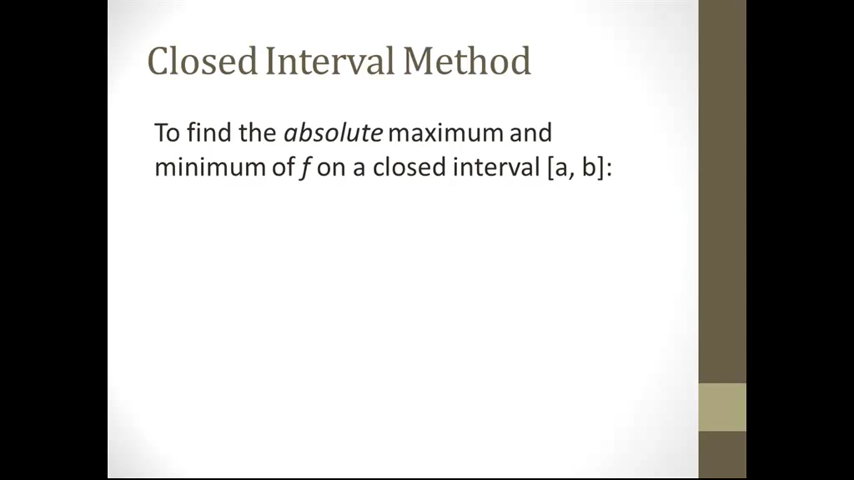 Closed Interval Method
To find the absolute maximum and
minimum of f on a closed interval [a, b]: